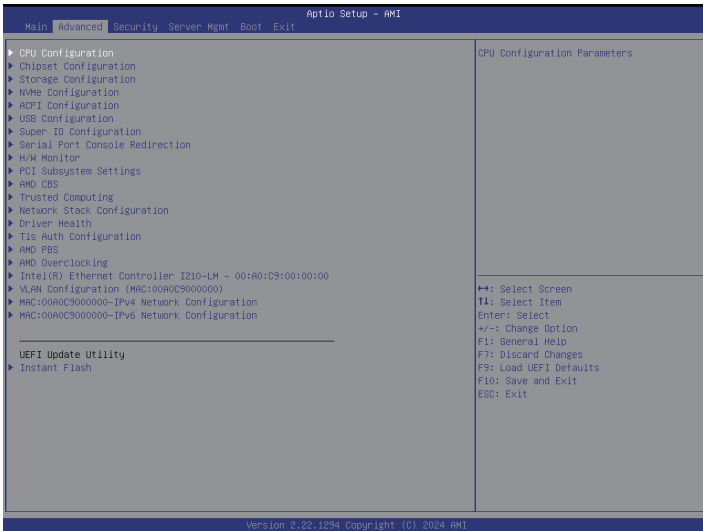 Aptio Setup - AMI
Main Advanced Security Server Mgmt Boot Exit
CPU Configuration
Chipset Configuration
Storage Configuration
NVMe Configuration
ACPI Configuration
USB Configuration
Super IO Configuration
Serial Port Console Redirection
H/W Monitor
PCI Subsystem Settings
AMD CBS
Trusted Computing
Network Stack Configuration
Driver Health
Tls Auth Configuration
AMD PBS
AMD Overclocking
Intel(R) Ethernet Controller I210-LM - 00:A0:C9:00:00:00
VLAN Configuration (MAC:00A0C9000000)
MAC:00A0C9000000-IPv4 Network Configuration
MAC:00A0C9000000-IPv6 Network Configuration
UEFI Update Utility
Instant Flash
CPU Configuration Parameters
↔: Select Screen
↑↓: Select Item
Enter: Select
+/-: Change Option
F1: General Help
F7: Discard Changes
F9: Load UEFI Defaults
F10: Save and Exit
ESC: Exit
Version 2.22.1294 Copyright (C) 2024 AMI